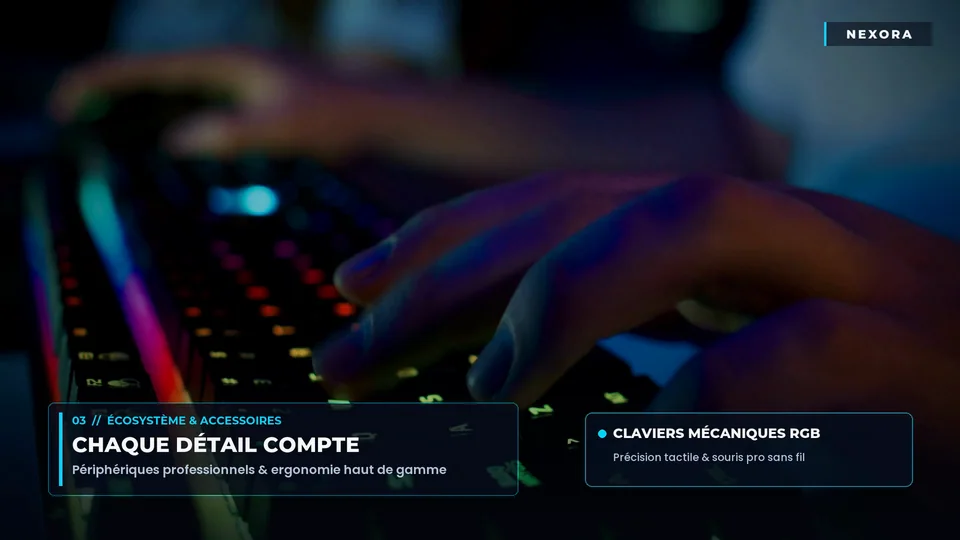 NEXORA
03 // ÉCOSYSTÈME & ACCESSOIRES
CHAQUE DÉTAIL COMPTE
Périphériques professionnels & ergonomie haut de gamme
CLAVIERS MÉCANIQUES RGB
Précision tactile & souris pro sans fil